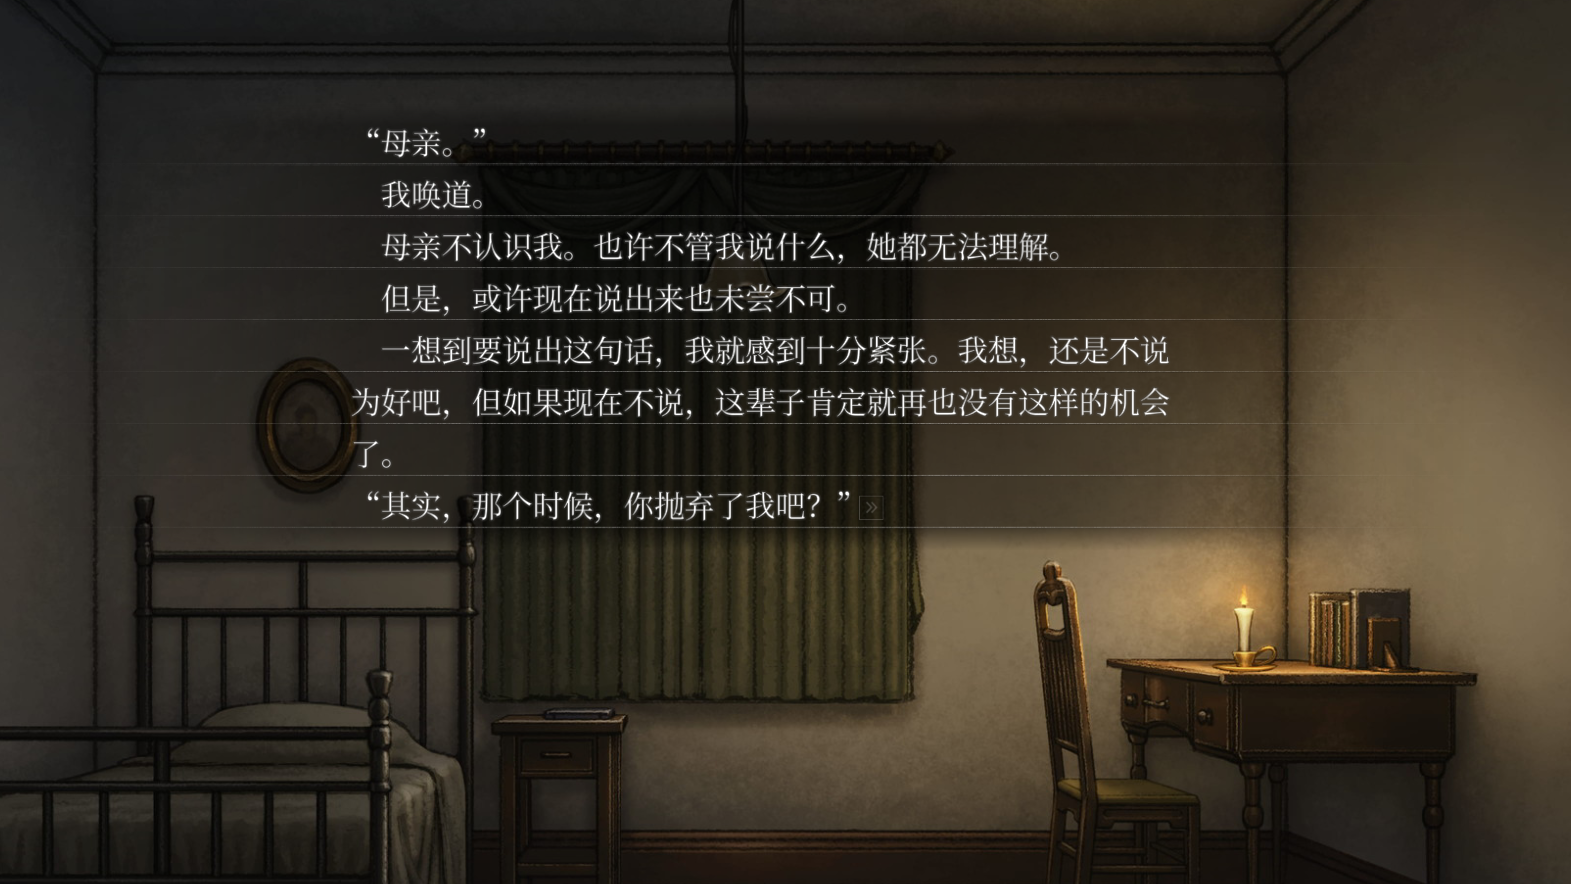 “母亲。”
我唤道。
母亲不认识我。也许不管我说什么，她都无法理解。
但是，或许现在说出来也未尝不可。
一想到要说出这句话，我就感到十分紧张。我想，还是不说
为好吧，但如果现在不说，这辈子肯定就再也没有这样的机会
了。
“其实，那个时候，你抛弃了我吧？”